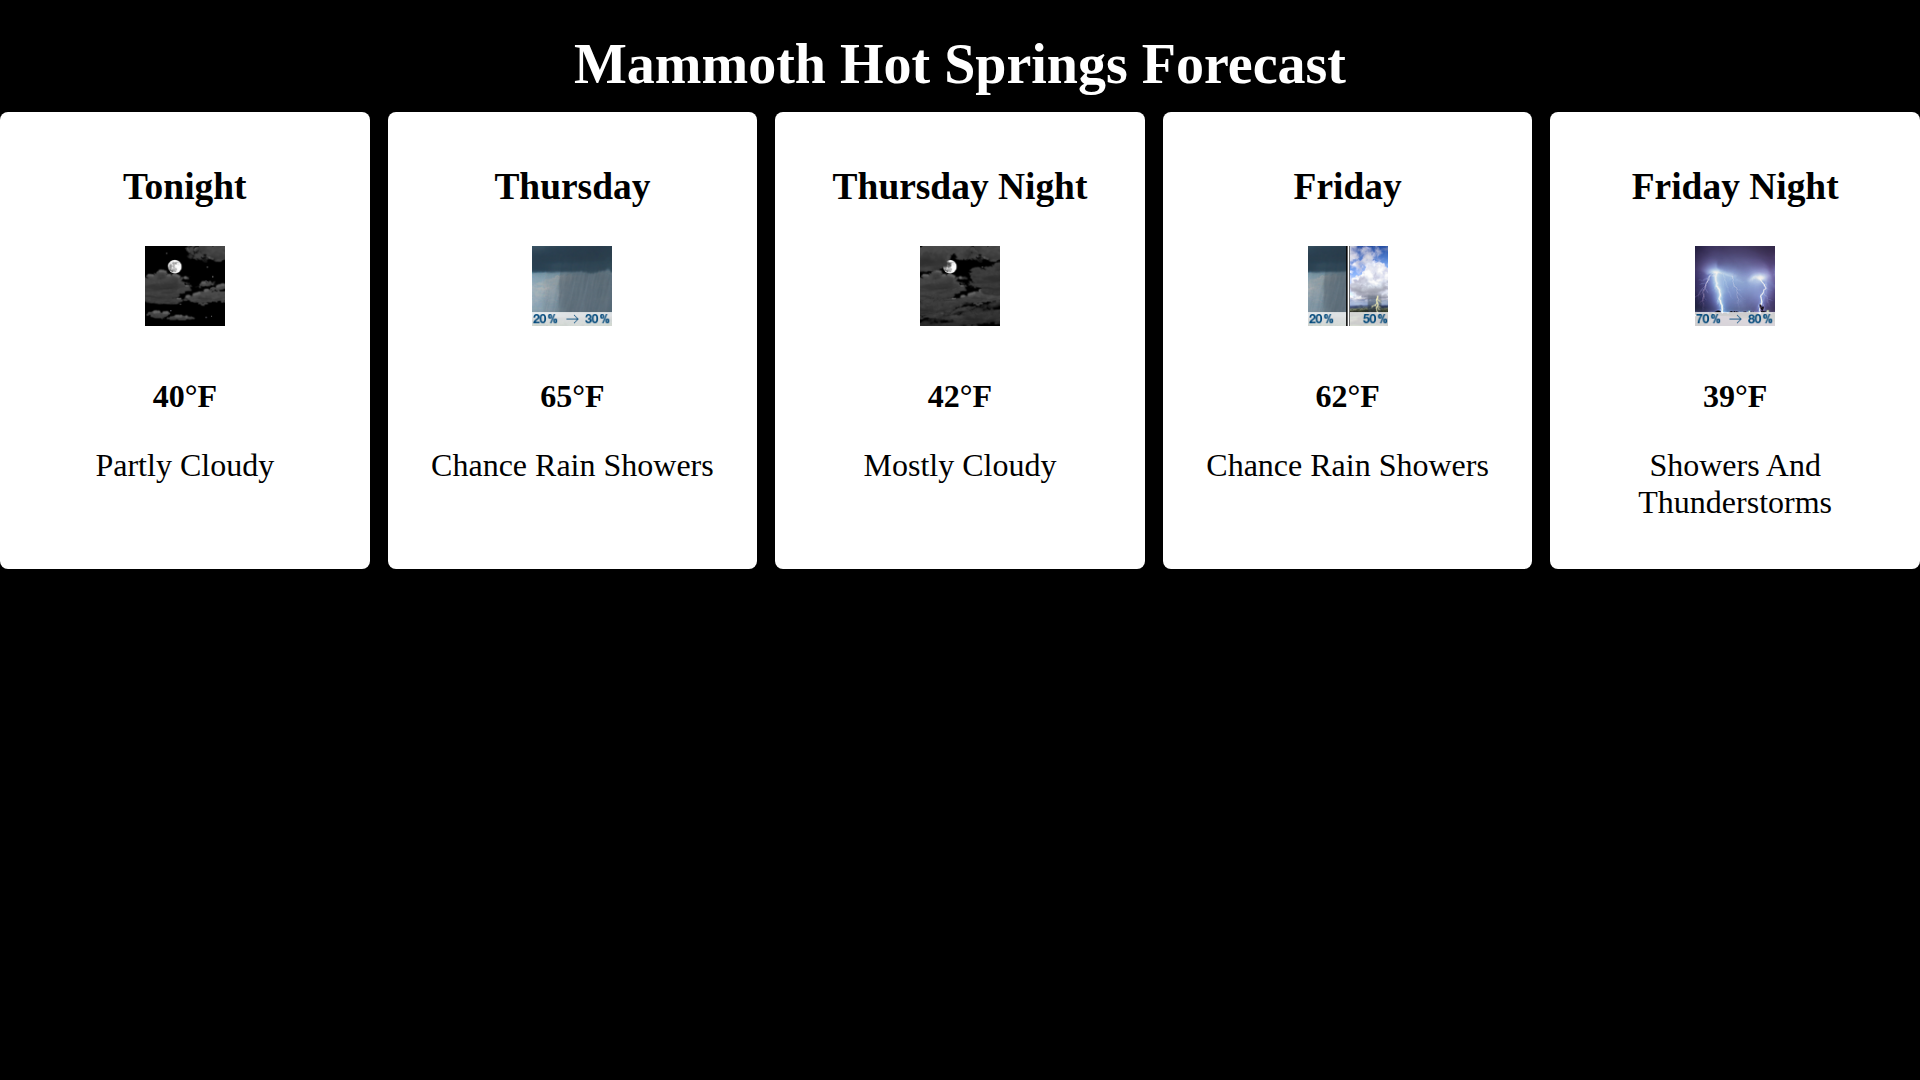 Mammoth Hot Springs Forecast
Tonight
40°F
Partly Cloudy
Thursday
20% → 30%
65°F
Chance Rain Showers
Thursday Night
42°F
Mostly Cloudy
Friday
20% 50%
62°F
Chance Rain Showers
Friday Night
70% → 80%
39°F
Showers And
Thunderstorms